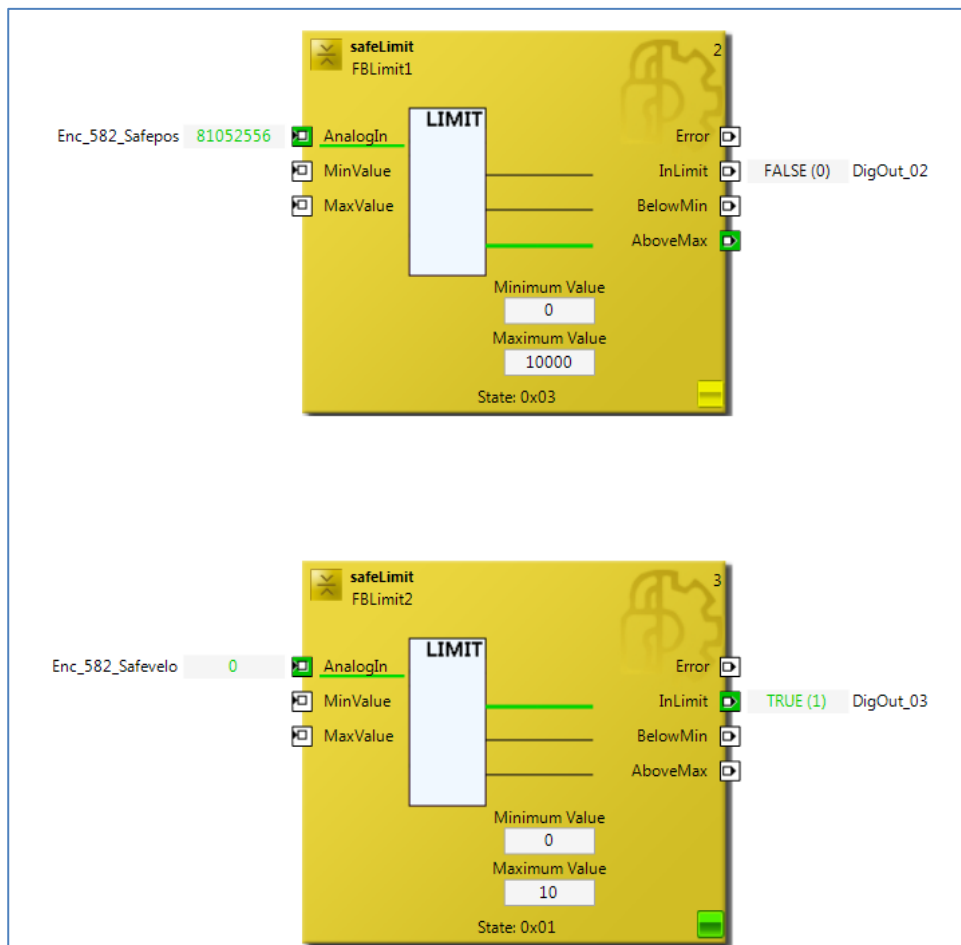 safeLimit 2
FBLimit1
LIMIT
Enc_582_Safepos 81052556 AnalogIn Error
MinValue InLimit FALSE (0) DigOut_02
MaxValue BelowMin
AboveMax
Minimum Value
0
Maximum Value
10000
State: 0x03
safeLimit 3
FBLimit2
LIMIT
Enc_582_Safevelo 0 AnalogIn Error
MinValue InLimit TRUE (1) DigOut_03
MaxValue BelowMin
AboveMax
Minimum Value
0
Maximum Value
10
State: 0x01